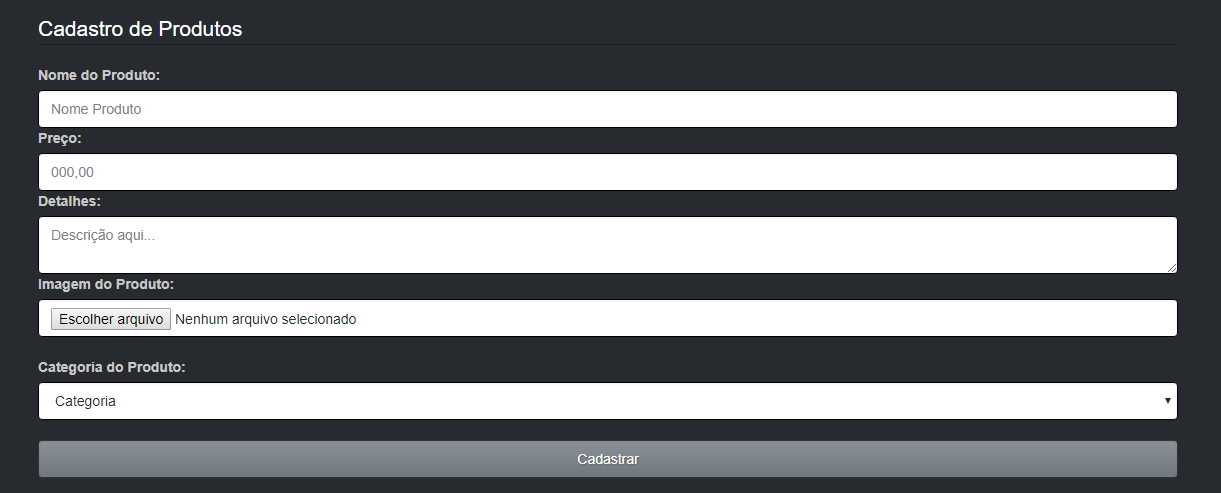 Cadastro de Produtos
Nome do Produto:
Nome Produto
Preço:
000,00
Detalhes:
Descrição aqui...
Imagem do Produto:
Escolher arquivo Nenhum arquivo selecionado
Categoria do Produto:
Categoria
Cadastrar